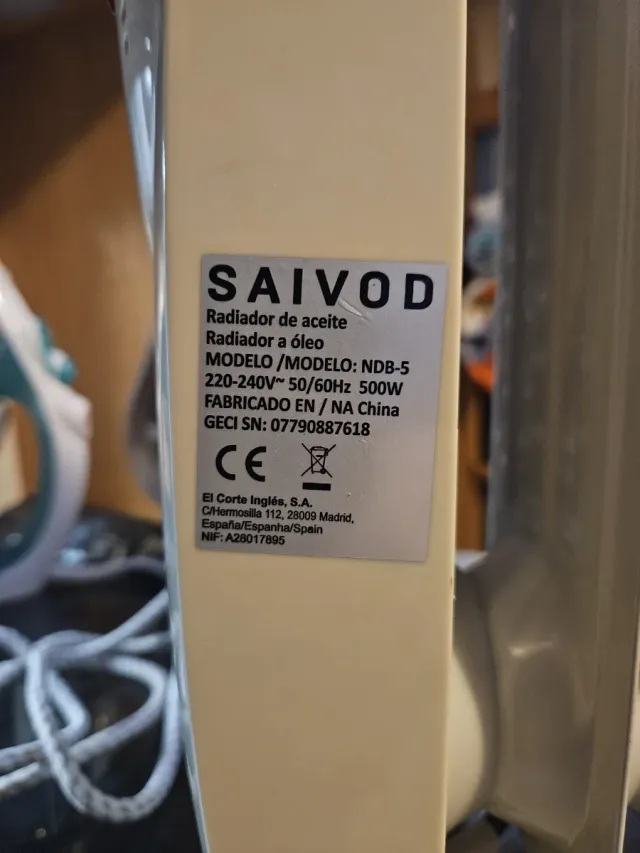 SAIVOD
Radiador de aceite
Radiador a óleo
MODELO /MODELO: NDB-5
220-240V~ 50/60Hz 500W
FABRICADO EN / NA China
GECI SN: 07790887618
CE
El Corte Inglés, S.A.
C/Hermosilla 112, 28009 Madrid,
España/Espanha/Spain
NIF: A28017895